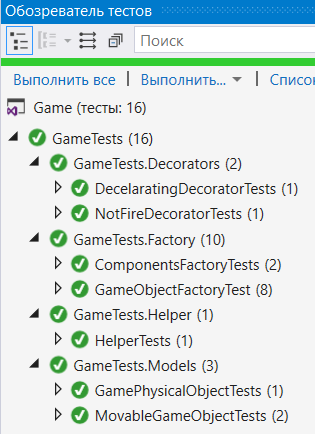 Обозреватель тестов
Поиск
Выполнить все | Выполнить... | Список
Game (тесты: 16)
GameTests (16)
GameTests.Decorators (2)
DecelaratingDecoratorTests (1)
NotFireDecoratorTests (1)
GameTests.Factory (10)
ComponentsFactoryTests (2)
GameObjectFactoryTest (8)
GameTests.Helper (1)
HelperTests (1)
GameTests.Models (3)
GamePhysicalObjectTests (1)
MovableGameObjectTests (2)